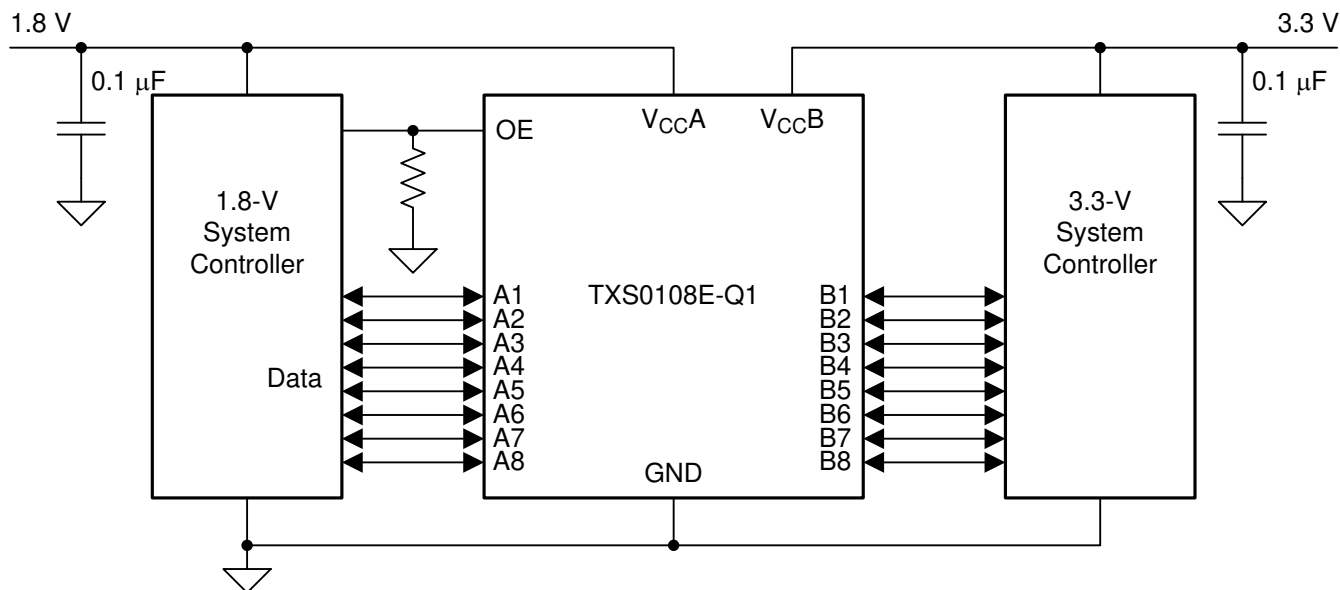 1.8 V
3.3 V
0.1 μF
0.1 μF
OE
VCCA
VCCB
1.8-V
System
Controller
3.3-V
System
Controller
TXS0108E-Q1
Data
A1
A2
A3
A4
A5
A6
A7
A8
B1
B2
B3
B4
B5
B6
B7
B8
GND